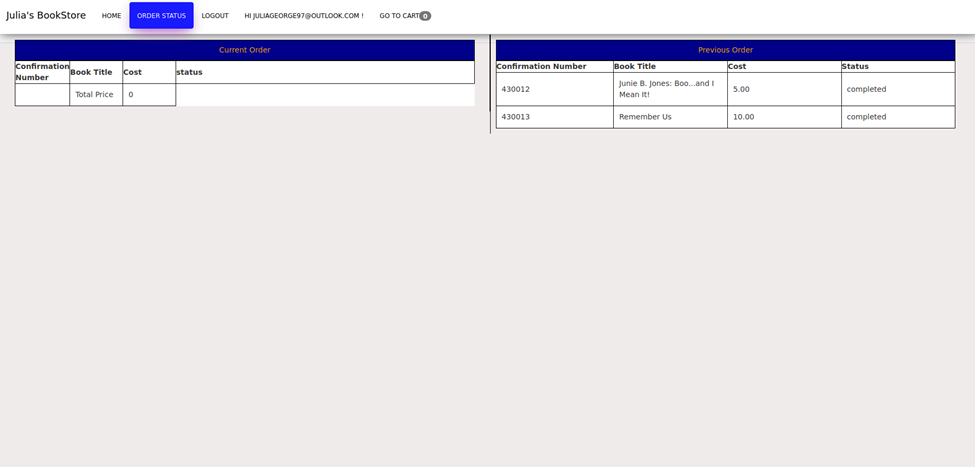 Julia's BookStore HOME ORDER STATUS LOGOUT HI JULIAGEORGE97@OUTLOOK.COM ! GO TO CART 0
Current Order
Confirmation Number Book Title Cost status
Total Price 0
Previous Order
Confirmation Number Book Title Cost Status
430012 Junie B. Jones: Boo...and I Mean It! 5.00 completed
430013 Remember Us 10.00 completed